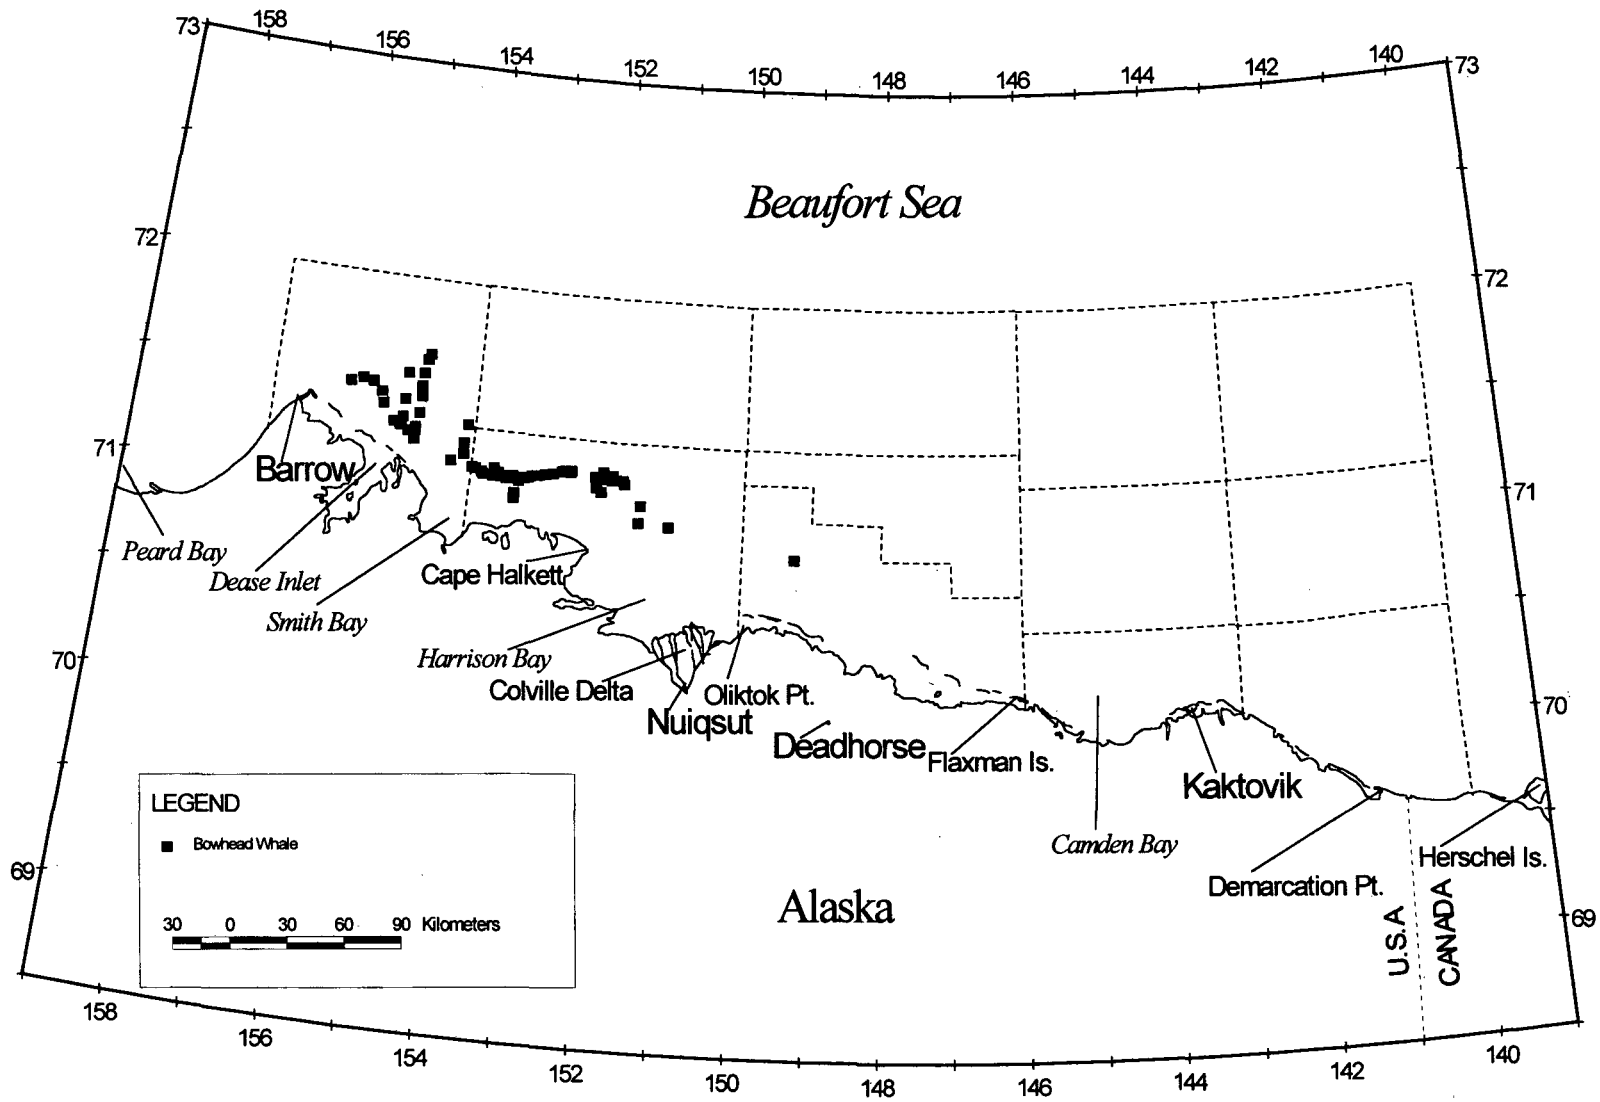 158
156
154
152
150
148
146
144
142
140
73
73
Beaufort Sea
72
72
71
71
Barrow
Peard Bay
Dease Inlet
Smith Bay
Cape Halkett
Harrison Bay
Colville Delta
Nuiqsut
Oliktok Pt.
Deadhorse
Flaxman Is.
Kaktovik
Camden Bay
Demarcation Pt.
Herschel Is.
70
70
LEGEND
Bowhead Whale
30 0 30 60 90 Kilometers
Alaska
U.S.A
CANADA
69
69
158
156
154
152
150
148
146
144
142
140